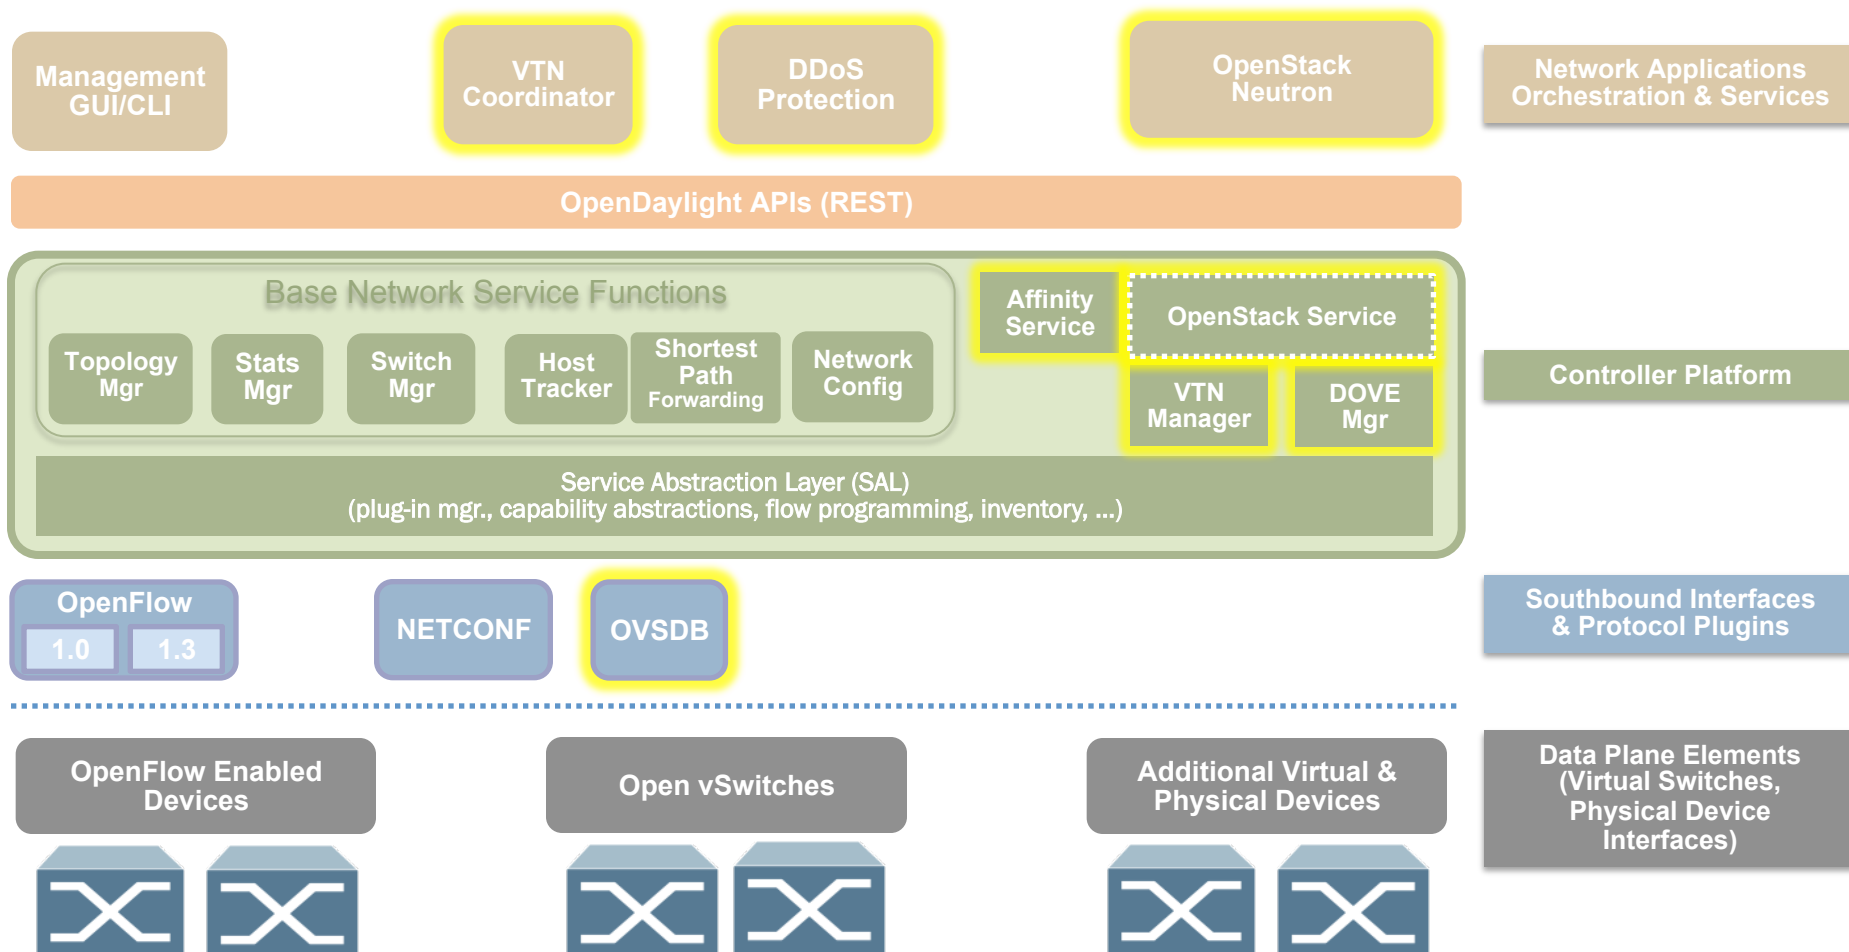 Management
GUI/CLI
VTN
Coordinator
DDoS
Protection
OpenStack
Neutron
Network Applications
Orchestration & Services
OpenDaylight APIs (REST)
Base Network Service Functions
Topology
Mgr
Stats
Mgr
Switch
Mgr
Host
Tracker
Shortest
Path
Forwarding
Network
Config
Affinity
Service
OpenStack Service
VTN
Manager
DOVE
Mgr
Controller Platform
Service Abstraction Layer (SAL)
(plug-in mgr., capability abstractions, flow programming, inventory, ...)
OpenFlow
1.0
1.3
NETCONF
OVSDB
Southbound Interfaces
& Protocol Plugins
OpenFlow Enabled
Devices
Open vSwitches
Additional Virtual &
Physical Devices
Data Plane Elements
(Virtual Switches,
Physical Device
Interfaces)